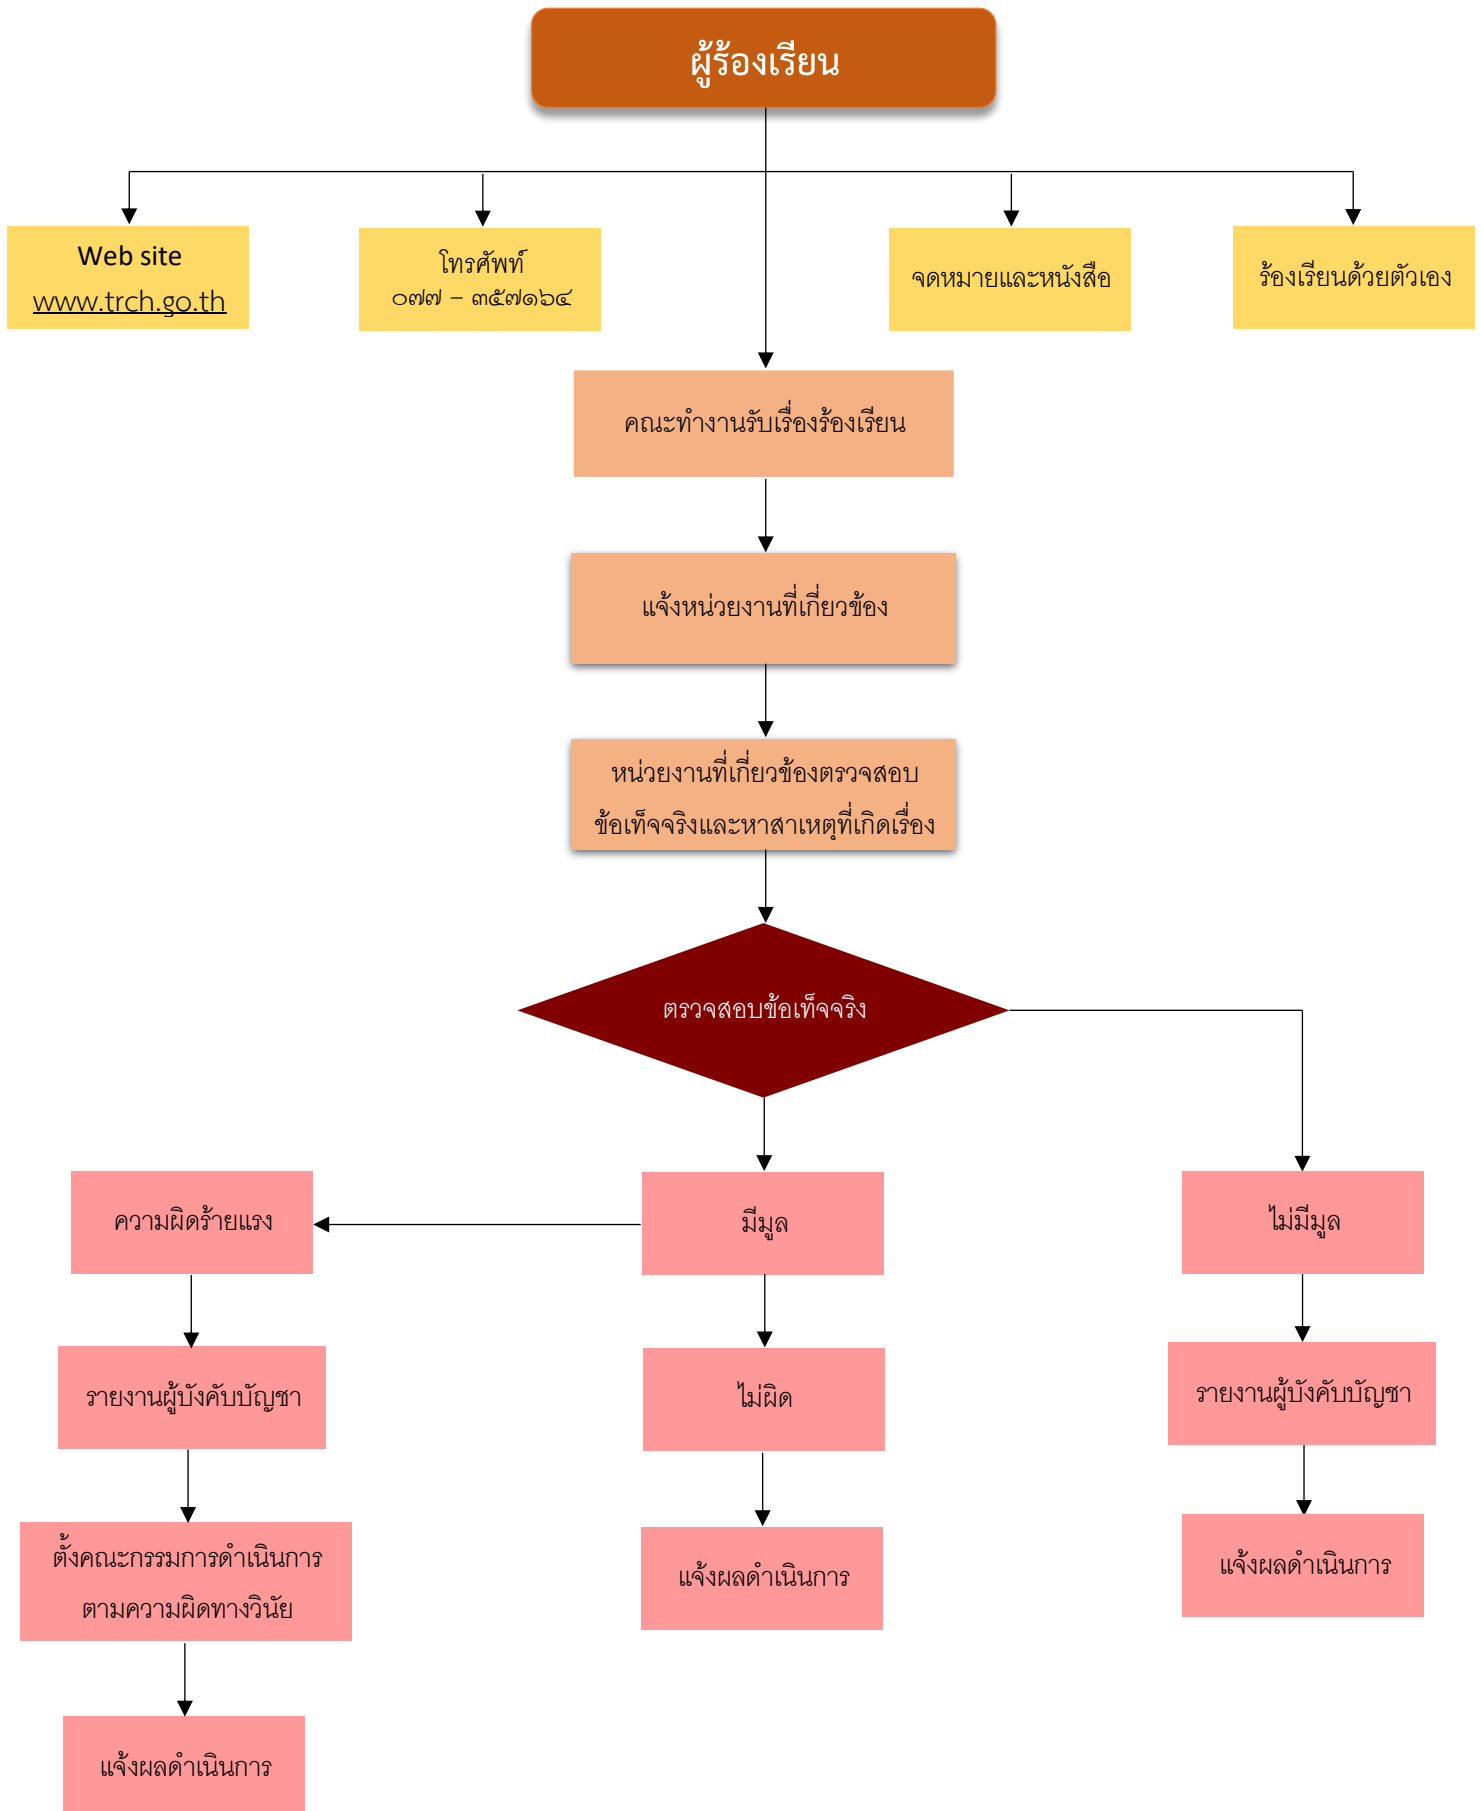 ผู้ร้องเรียน
Web site
www.trch.go.th
โทรศัพท์
๐๗๗ – ๓๕๗๑๖๔
จดหมายและหนังสือ
ร้องเรียนด้วยตัวเอง
คณะทำงานรับเรื่องร้องเรียน
แจ้งหน่วยงานที่เกี่ยวข้อง
หน่วยงานที่เกี่ยวข้องตรวจสอบ
ข้อเท็จจริงและหาสาเหตุที่เกิดเรื่อง
ตรวจสอบข้อเท็จจริง
ความผิดร้ายแรง
มีมูล
ไม่มีมูล
รายงานผู้บังคับบัญชา
ไม่ผิด
รายงานผู้บังคับบัญชา
ตั้งคณะกรรมการดำเนินการ
ตามความผิดทางวินัย
แจ้งผลดำเนินการ
แจ้งผลดำเนินการ
แจ้งผลดำเนินการ